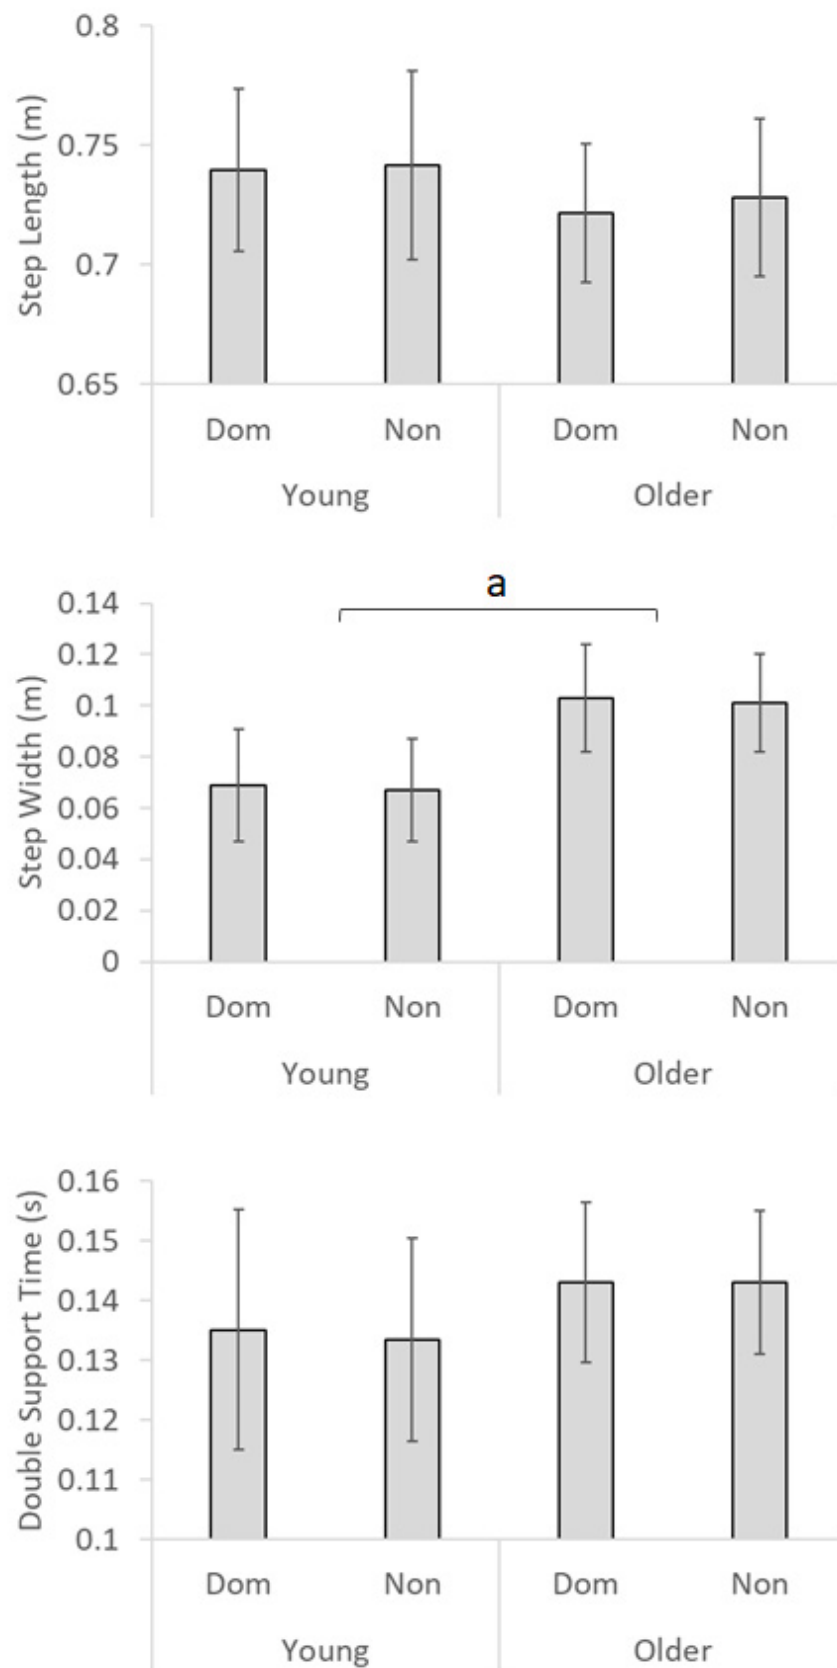 Step Length (m)
0.8
0.75
0.7
0.65
Dom Non Dom Non
Young Older
a
Step Width (m)
0.14
0.12
0.1
0.08
0.06
0.04
0.02
0
Dom Non Dom Non
Young Older
Double Support Time (s)
0.16
0.15
0.14
0.13
0.12
0.11
0.1
Dom Non Dom Non
Young Older